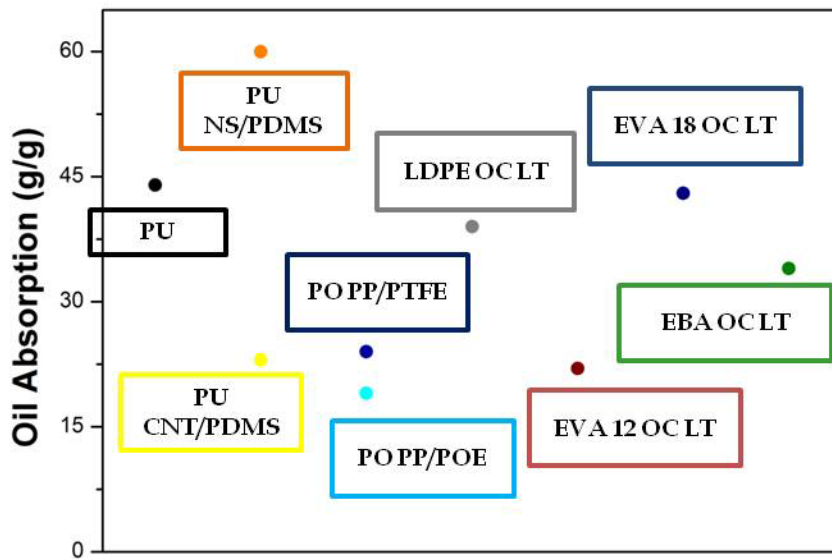 60
PU
NS/PDMS
EVA 18 OC LT
LDPE OC LT
45
PU
Oil Absorption (g/g)
PO PP/PTFE
30
EBA OC LT
PU
CNT/PDMS
15
EVA 12 OC LT
PO PP/POE
0